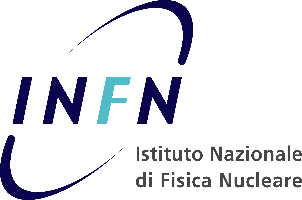 INFN
Istituto Nazionale
di Fisica Nucleare